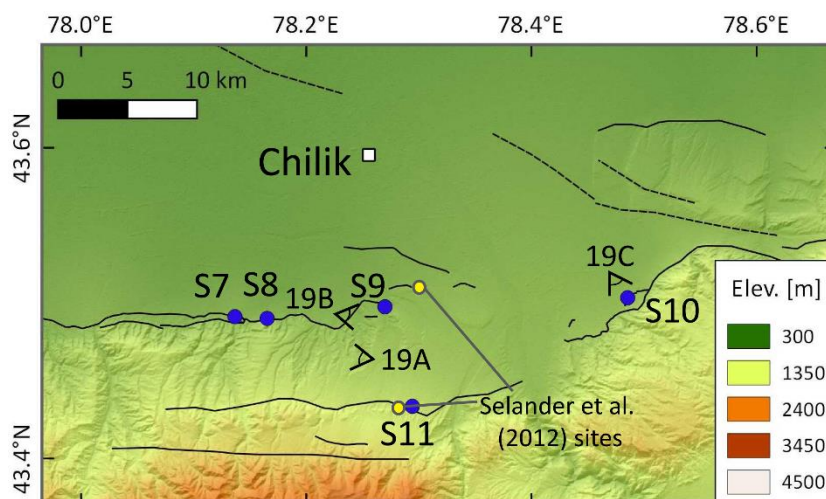 78.0°E 78.2°E 78.4°E 78.6°E
0 5 10 km
43.6°N
Chilik
19C
S7 S8 S9
19B
S10
19A
Elev. [m]
300
1350
2400
3450
4500
Selander et al.
(2012) sites
S11
43.4°N